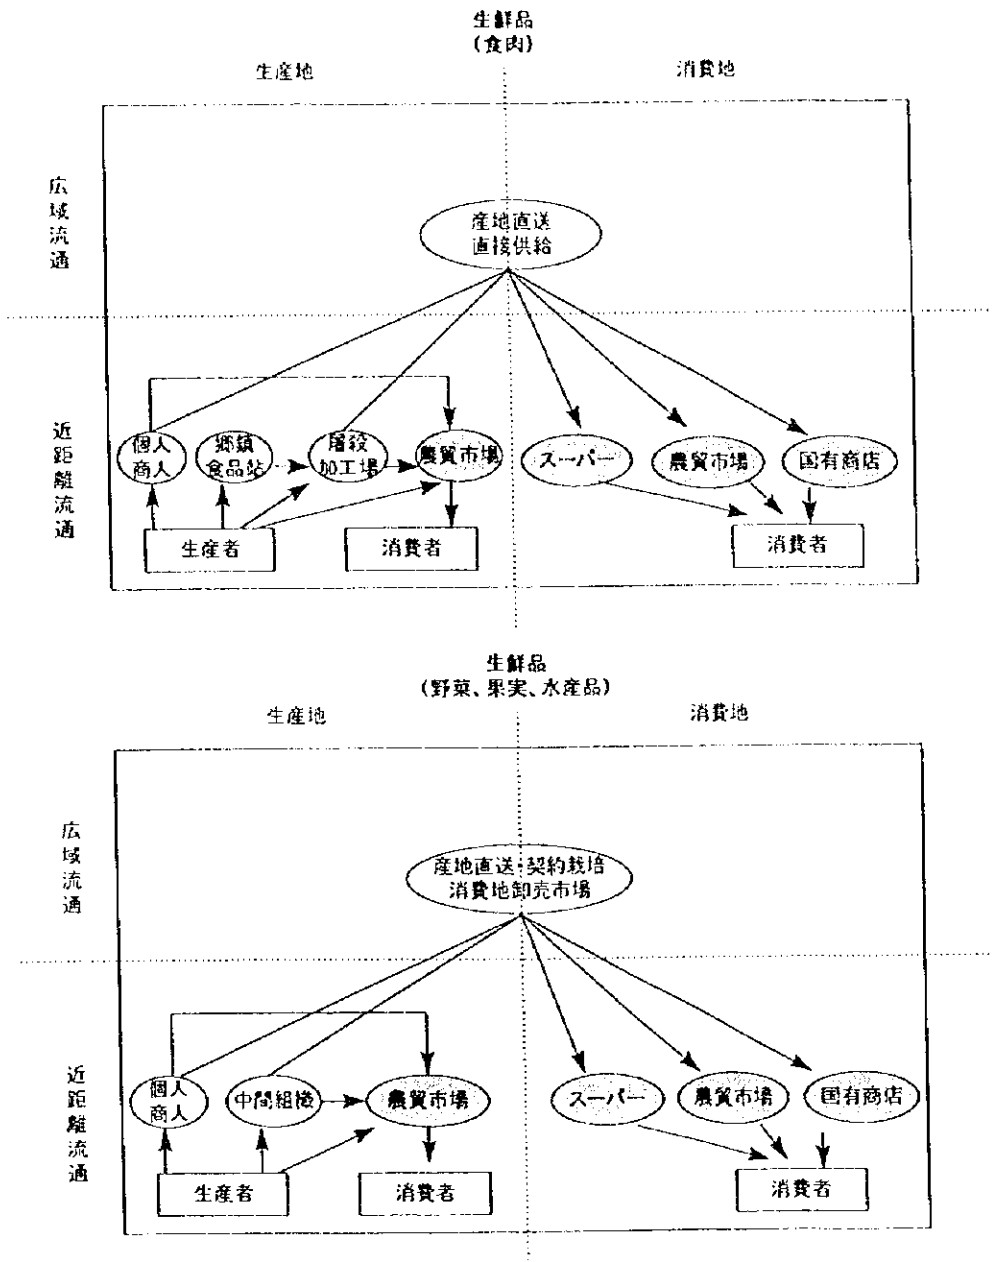 生鮮品
(食肉)
生産地
消費地
広域流通
産地直送
直接供給
近距離流通
個人
商人
郷鎮
食品站
屠殺
加工場
農貿市場
スーパー
農貿市場
国有商店
生産者
消費者
消費者
生鮮品
(野菜、果実、水産品)
生産地
消費地
広域流通
産地直送・契約栽培
消費地卸売市場
近距離流通
個人
商人
中間組織
農貿市場
スーパー
農貿市場
国有商店
生産者
消費者
消費者